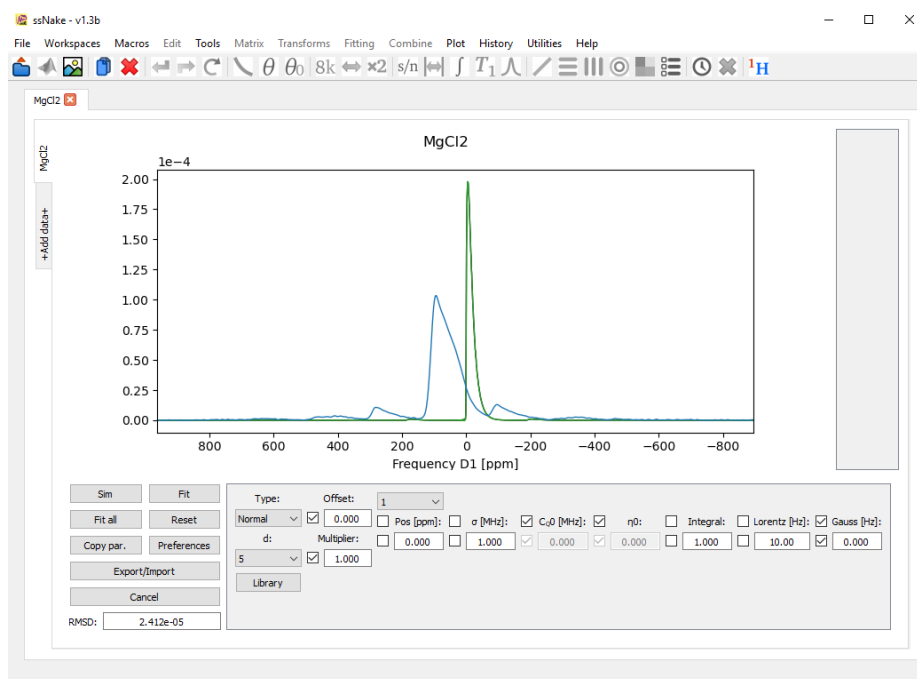 ssNake - v1.3b
File Workspaces Macros Edit Tools Matrix Transforms Fitting Combine Plot History Utilities Help
θ θ0 8k ×2 s/n ∫ T1 1H
MgCl2
MgCl2
+Add data+
MgCl2
1e−4
2.00
1.75
1.50
1.25
1.00
0.75
0.50
0.25
0.00
800 600 400 200 0 −200 −400 −600 −800
Frequency D1 [ppm]
Sim Fit
Fit all Reset
Copy par. Preferences
Export/Import
Cancel
RMSD: 2.412e-05
Type: Offset:
Normal 0.000
d: Multiplier:
5 1.000
Library
1
Pos [ppm]: σ [MHz]: CQ0 [MHz]: η0: Integral: Lorentz [Hz]: Gauss [Hz]:
0.000 1.000 0.000 0.000 1.000 10.00 0.000